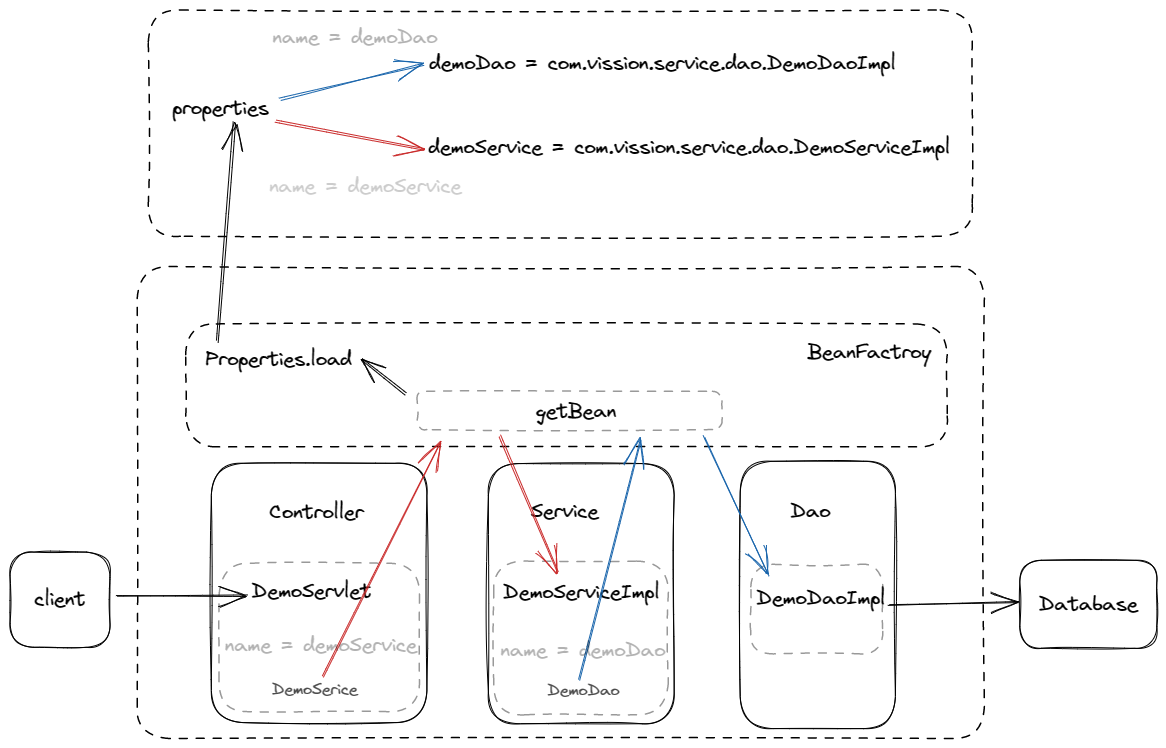 name = demoDao
demoDao = com.vission.service.dao.DemoDaoImpl
properties
demoService = com.vission.service.dao.DemoServiceImpl
name = demoService
Properties.load
BeanFactroy
getBean
Controller
Service
Dao
client
DemoServlet
DemoServiceImpl
DemoDaoImpl
Database
name = demoService
name = demoDao
DemoSerice
DemoDao